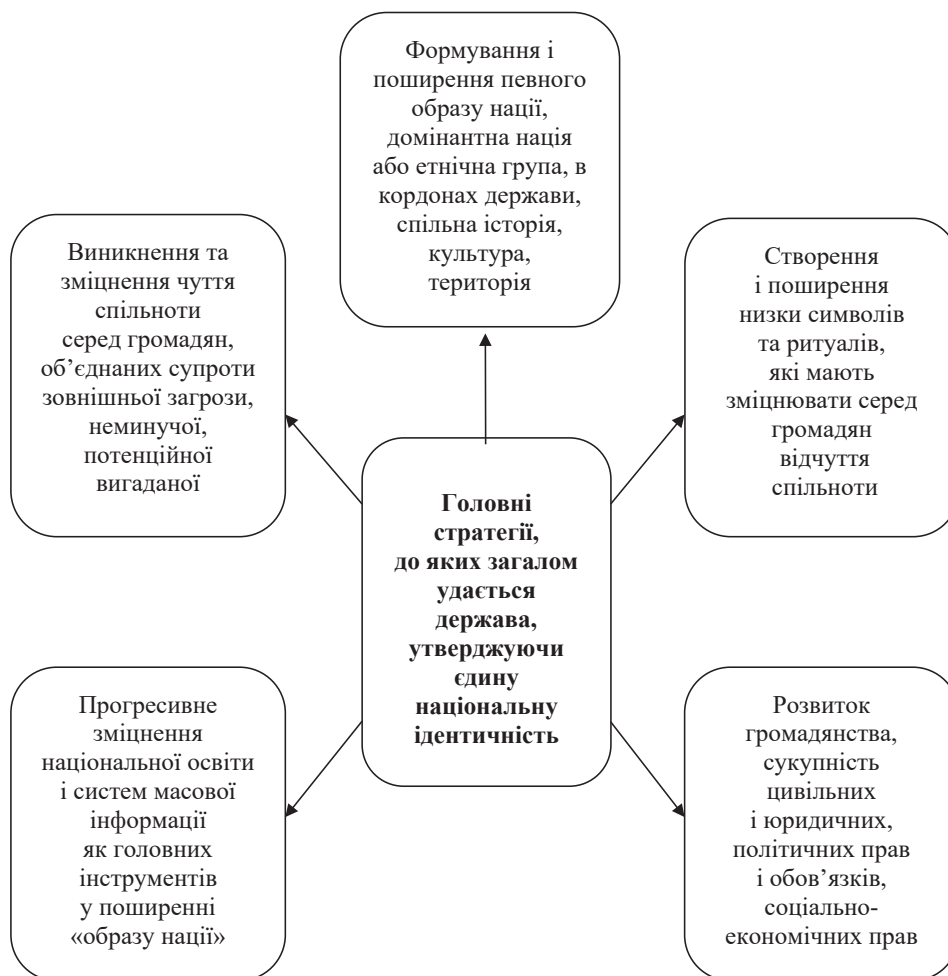 Формування і
поширення певного
образу нації,
домінантна нація
або етнічна група, в
кордонах держави,
спільна історія,
культура,
територія
Виникнення та
зміцнення чуття
спільноти
серед громадян,
об’єднаних супроти
зовнішньої загрози,
неминучої,
потенційної
вигаданої
Створення
і поширення
низки символів
та ритуалів,
які мають
зміцнювати серед
громадян
відчуття
спільноти
Головні
стратегії,
до яких загалом
удається
держава,
утверджуючи
єдину
національну
ідентичність
Прогресивне
зміцнення
національної освіти
і систем масової
інформації
як головних
інструментів
у поширенні
«образу нації»
Розвиток
громадянства,
сукупність
цивільних
і юридичних,
політичних прав
і обов’язків,
соціально-
економічних прав